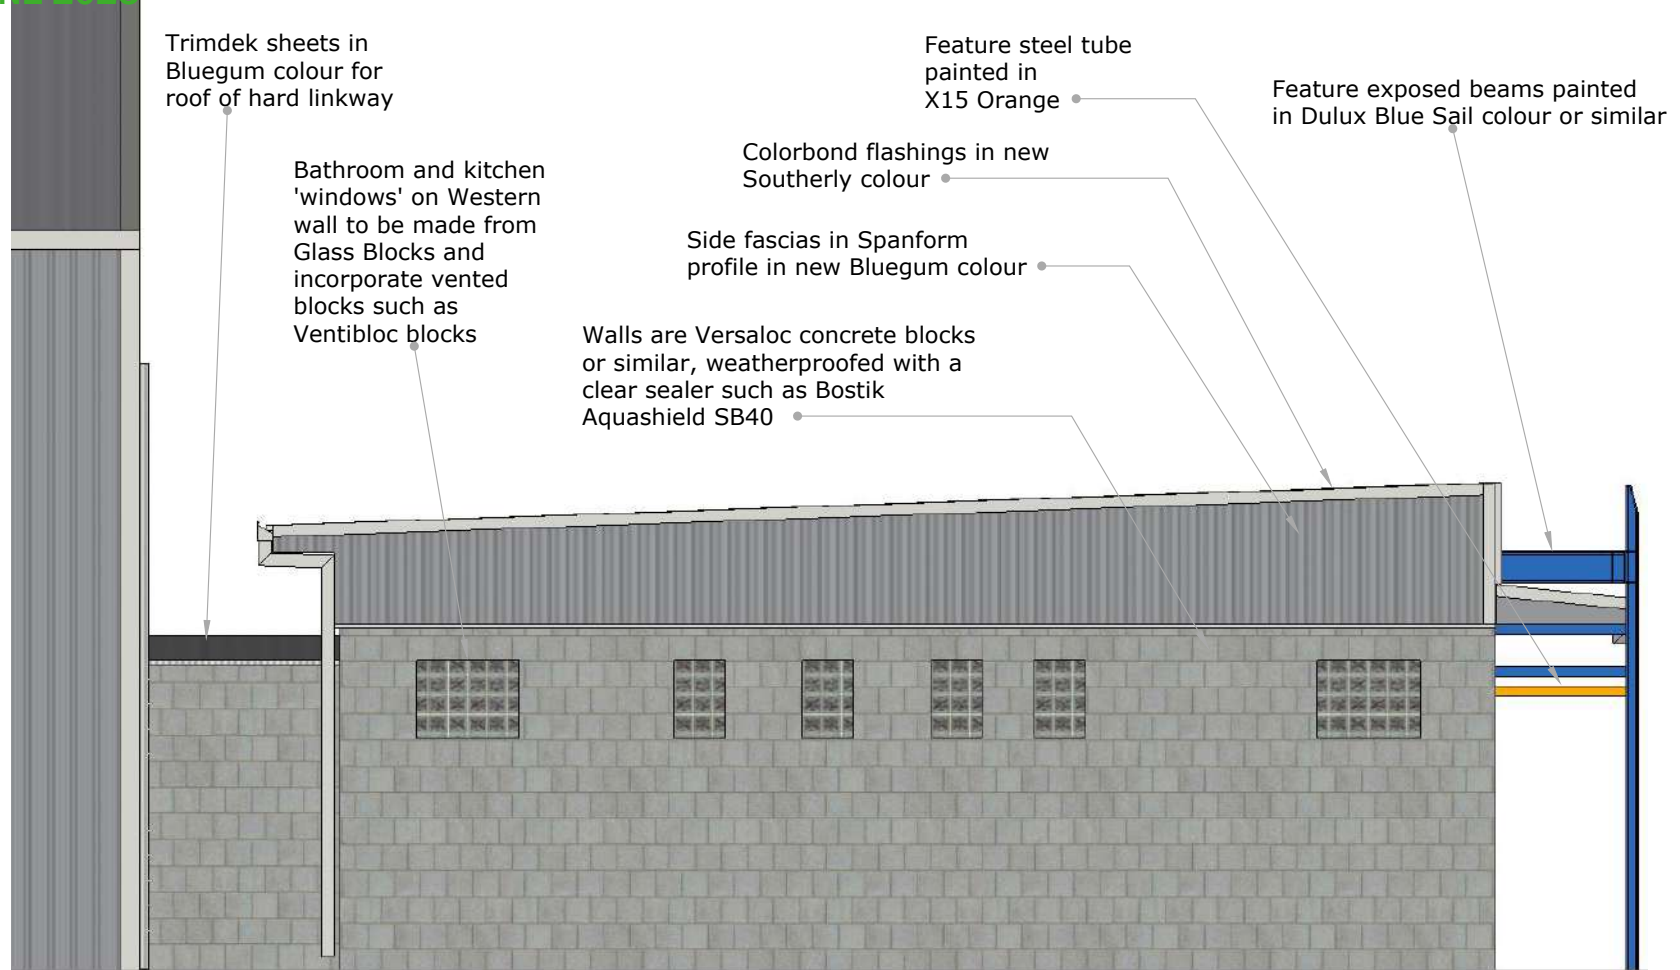 Trimdek sheets in
Bluegum colour for
roof of hard linkway
Feature steel tube
painted in
X15 Orange
Feature exposed beams painted
in Dulux Blue Sail colour or similar
Colorbond flashings in new
Southerly colour
Bathroom and kitchen
'windows' on Western
wall to be made from
Glass Blocks and
incorporate vented
blocks such as
Ventibloc blocks
Side fascias in Spanform
profile in new Bluegum colour
Walls are Versaloc concrete blocks
or similar, weatherproofed with a
clear sealer such as Bostik
Aquashield SB40